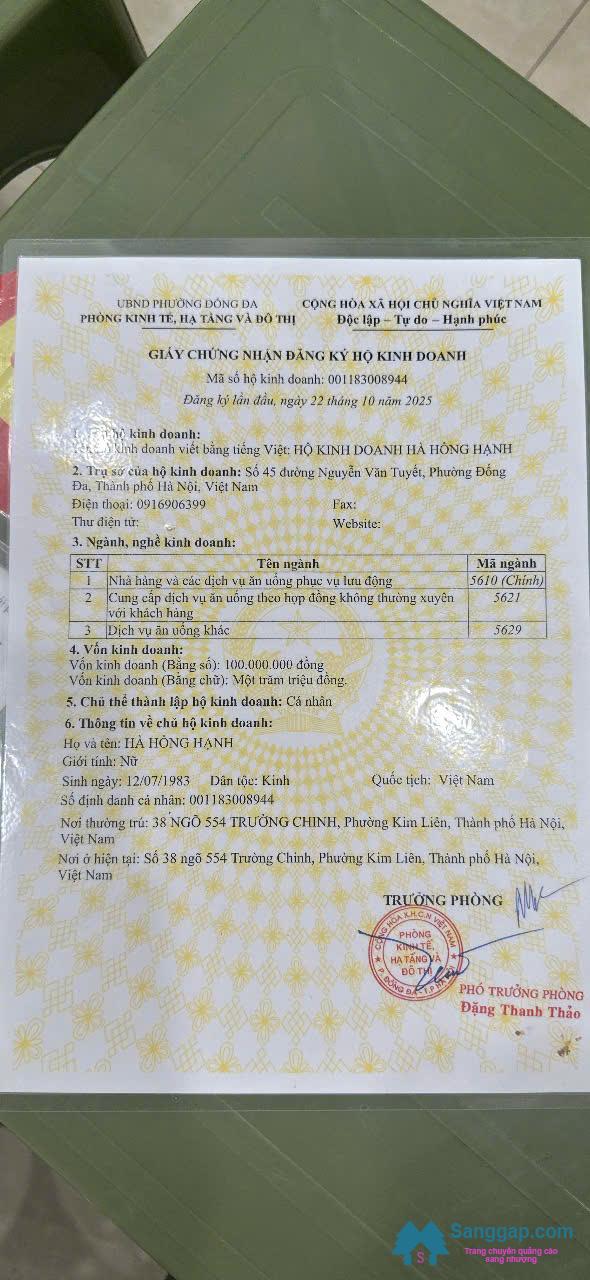 UBND PHƯỜNG ĐỐNG ĐA
PHÒNG KINH TẾ, HẠ TẦNG VÀ ĐÔ THỊ
CỘNG HÒA XÃ HỘI CHỦ NGHĨA VIỆT NAM
Độc lập – Tự do – Hạnh phúc
GIẤY CHỨNG NHẬN ĐĂNG KÝ HỘ KINH DOANH
Mã số hộ kinh doanh: 001183008944
Đăng ký lần đầu, ngày 22 tháng 10 năm 2025
1. hộ kinh doanh:
kinh doanh viết bằng tiếng Việt: HỘ KINH DOANH HÀ HỒNG HẠNH
2. Trụ sở của hộ kinh doanh: Số 45 đường Nguyễn Văn Tuyết, Phường Đống
Đa, Thành phố Hà Nội, Việt Nam
Điện thoại: 0916906399 Fax:
Thư điện tử: Website:
3. Ngành, nghề kinh doanh:
STT Tên ngành Mã ngành
1 Nhà hàng và các dịch vụ ăn uống phục vụ lưu động 5610 (Chính)
2 Cung cấp dịch vụ ăn uống theo hợp đồng không thường xuyên 5621
với khách hàng
3 Dịch vụ ăn uống khác 5629
4. Vốn kinh doanh:
Vốn kinh doanh (Bằng số): 100.000.000 đồng
Vốn kinh doanh (Bằng chữ): Một trăm triệu đồng.
5. Chủ thể thành lập hộ kinh doanh: Cá nhân
6. Thông tin về chủ hộ kinh doanh:
Họ và tên: HÀ HỒNG HẠNH
Giới tính: Nữ
Sinh ngày: 12/07/1983 Dân tộc: Kinh Quốc tịch: Việt Nam
Số định danh cá nhân: 001183008944
Nơi thường trú: 38 NGÕ 554 TRƯỜNG CHINH, Phường Kim Liên, Thành phố Hà Nội,
Việt Nam
Nơi ở hiện tại: Số 38 ngõ 554 Trường Chinh, Phường Kim Liên, Thành phố Hà Nội,
Việt Nam
TRƯỞNG PHÒNG
CỘNG HÒA X.H.C.N VIỆT NAM
PHÒNG
KINH TẾ,
HẠ TẦNG VÀ
ĐÔ THỊ
P. ĐỐNG ĐA - T.P HÀ NỘI
PHÓ TRƯỞNG PHÒNG
Đặng Thanh Thảo
Sanggap.com
Trang chuyên quảng cáo
sang nhượng